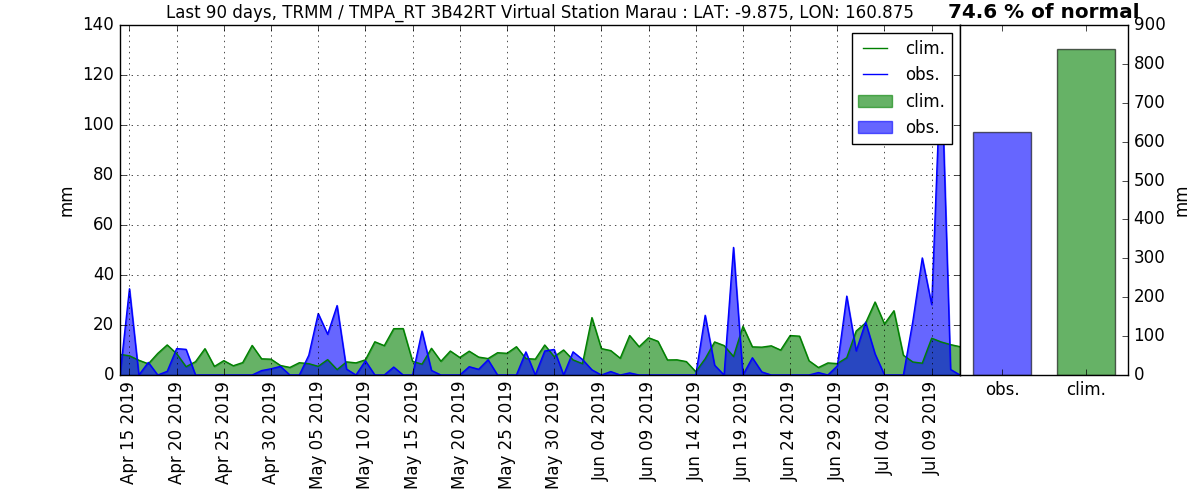 Last 90 days, TRMM / TMPA_RT 3B42RT Virtual Station Marau : LAT: -9.875, LON: 160.875
74.6 % of normal
140
120
100
80
60
40
20
0
mm
clim.
obs.
clim.
obs.
900
800
700
600
500
400
300
200
100
0
mm
Apr 15 2019
Apr 20 2019
Apr 25 2019
Apr 30 2019
May 05 2019
May 10 2019
May 15 2019
May 20 2019
May 25 2019
May 30 2019
Jun 04 2019
Jun 09 2019
Jun 14 2019
Jun 19 2019
Jun 24 2019
Jun 29 2019
Jul 04 2019
Jul 09 2019
obs.
clim.